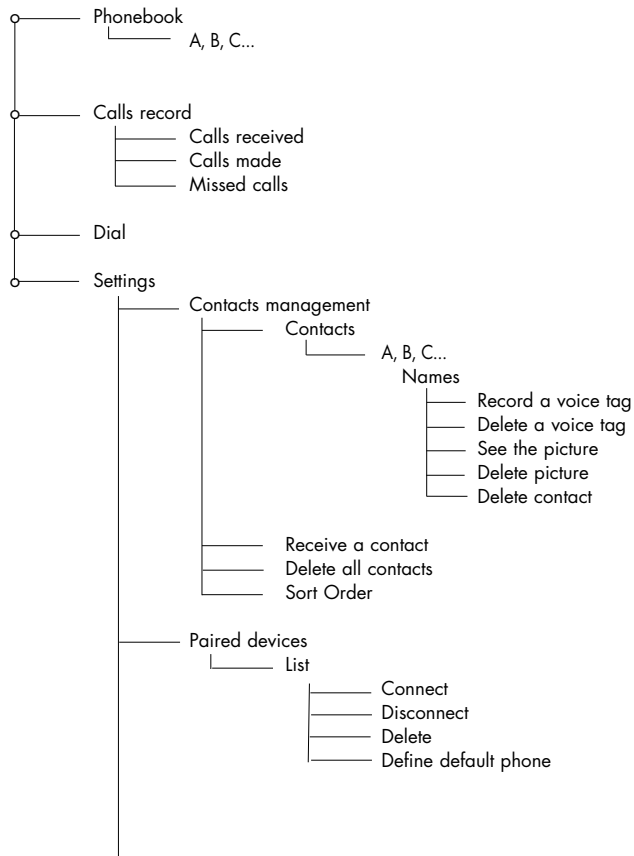 Phonebook
A, B, C...
Calls record
Calls received
Calls made
Missed calls
Dial
Settings
Contacts management
Contacts
A, B, C...
Names
Record a voice tag
Delete a voice tag
See the picture
Delete picture
Delete contact
Receive a contact
Delete all contacts
Sort Order
Paired devices
List
Connect
Disconnect
Delete
Define default phone